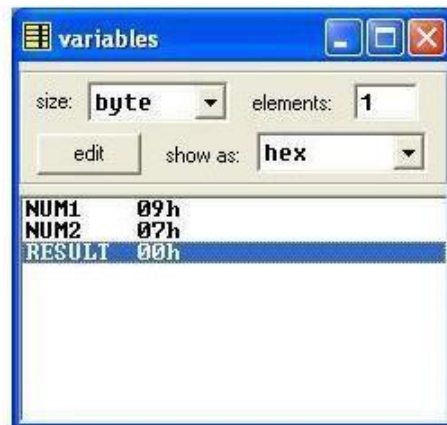 variables
size: byte elements: 1
edit show as: hex
NUM1 09h
NUM2 07h
RESULT 00h